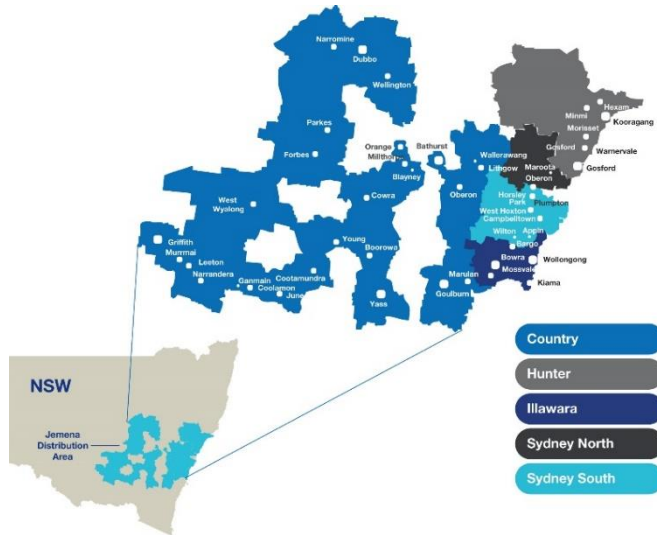 Narromine
Dubbo
Wellington
Parkes
Forbes
Orange
Millthorpe
Bathurst
Blayney
Wallerawang
Lithgow
Oberon
Cowra
West
Wyalong
Griffith
Murrmai
Leeton
Narrandera
Ganmain
Coolamon
June
Cootamundra
Young
Boorowa
Yass
Goulburn
Marulan
Hexam
Minmi
Kooragang
Morisset
Gosford
Warnervale
Maroota
Gosford
Oberon
Horsley
Park
Plumpton
West Hoxton
Campbelltown
Wilton
Appin
Bargo
Bowra
Mossvale
Wollongong
Kiama
NSW
Jemena
Distribution
Area
Country
Hunter
Illawara
Sydney North
Sydney South